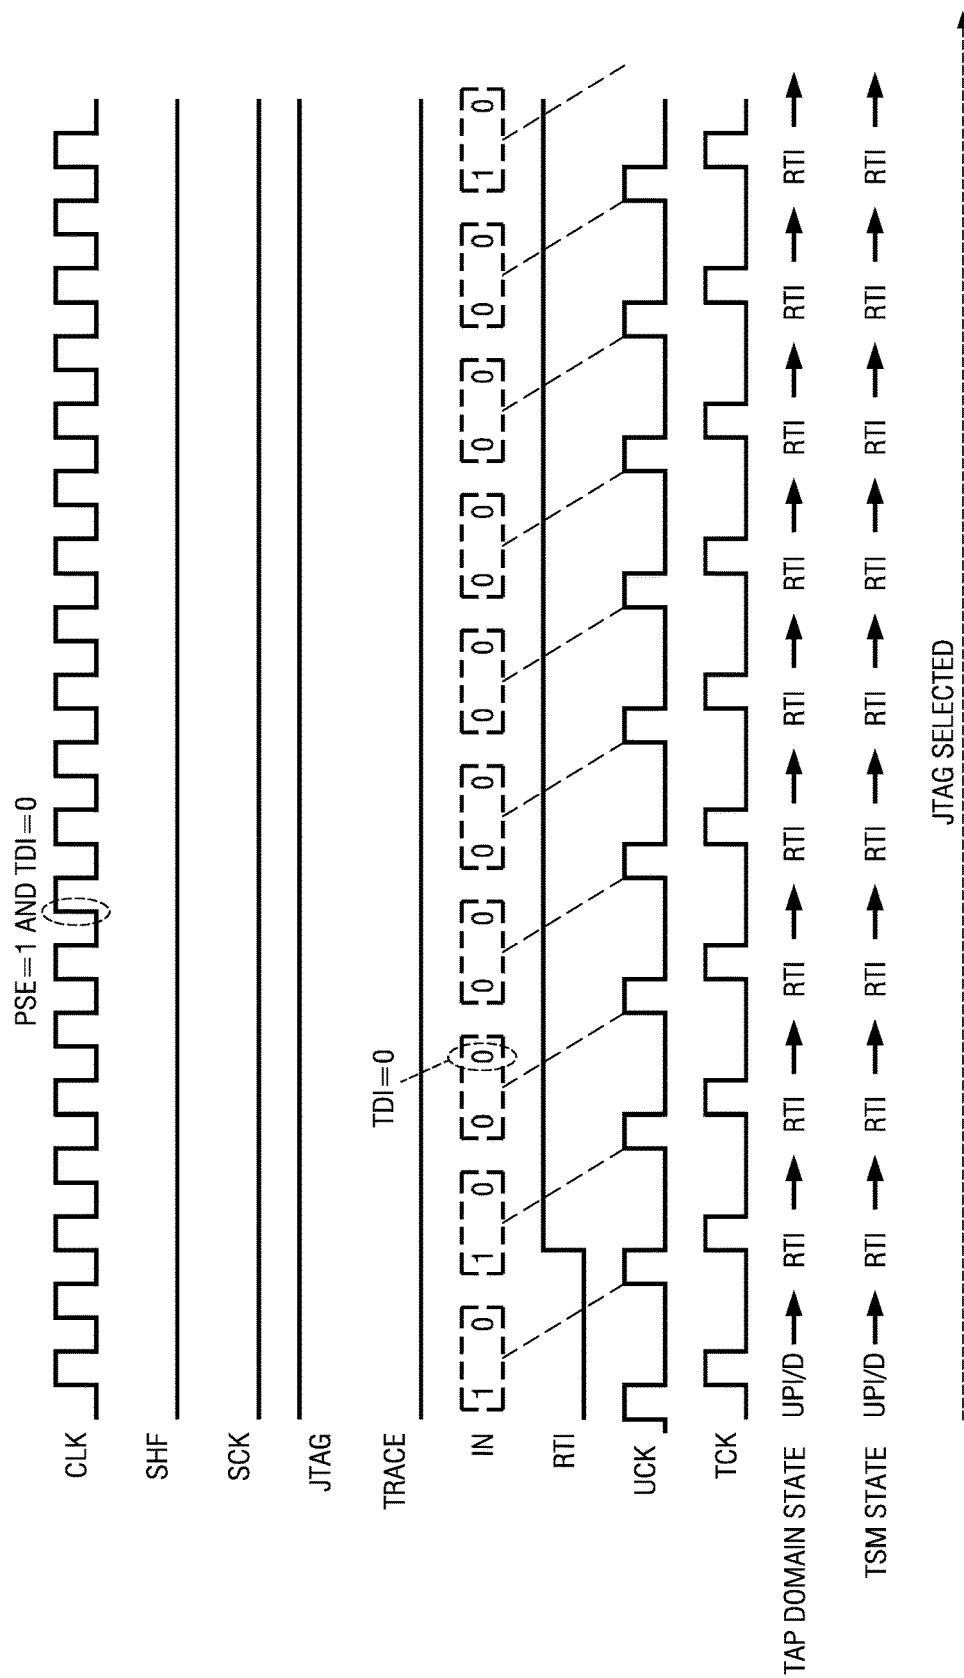 PSE=1 AND TDI=0
CLK
SHF
SCK
JTAG
TRACE
TDI=0
IN 1 0 1 0 0 0 0 0 0 0 0 0 0 0 0 0 0 0 1 0
RTI
UCK
TCK
TAP DOMAIN STATE UPI/D RTI RTI RTI RTI RTI RTI RTI RTI RTI
TSM STATE UPI/D RTI RTI RTI RTI RTI RTI RTI RTI RTI
JTAG SELECTED